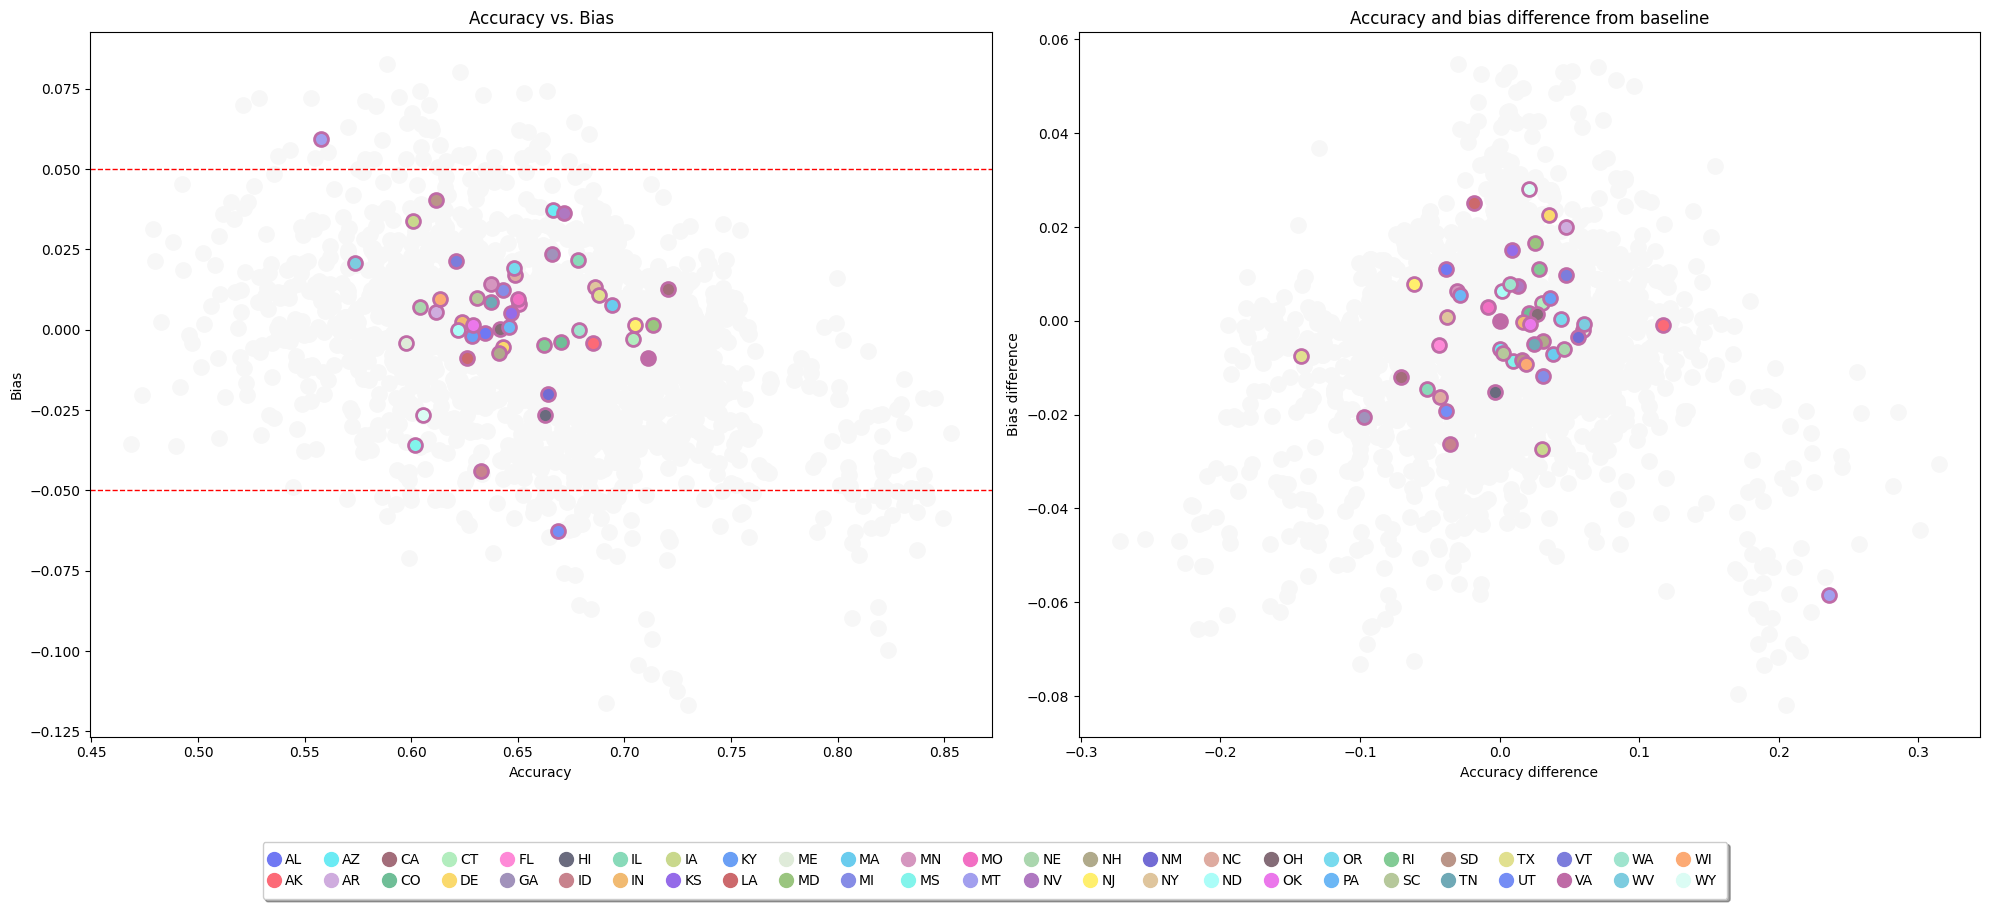 Accuracy vs. Bias
0.075
0.050
0.025
0.000
−0.025
−0.050
−0.075
−0.100
−0.125
Bias
0.45 0.50 0.55 0.60 0.65 0.70 0.75 0.80 0.85
Accuracy
Accuracy and bias difference from baseline
0.06
0.04
0.02
0.00
−0.02
−0.04
−0.06
−0.08
Bias difference
−0.3 −0.2 −0.1 0.0 0.1 0.2 0.3
Accuracy difference
AL AZ CA CT FL HI IL IA KY ME MA MN MO NE NH NM NC OH OR RI SD TX VT WA WI
AK AR CO DE GA ID IN KS LA MD MI MS MT NV NJ NY ND OK PA SC TN UT VA WV WY